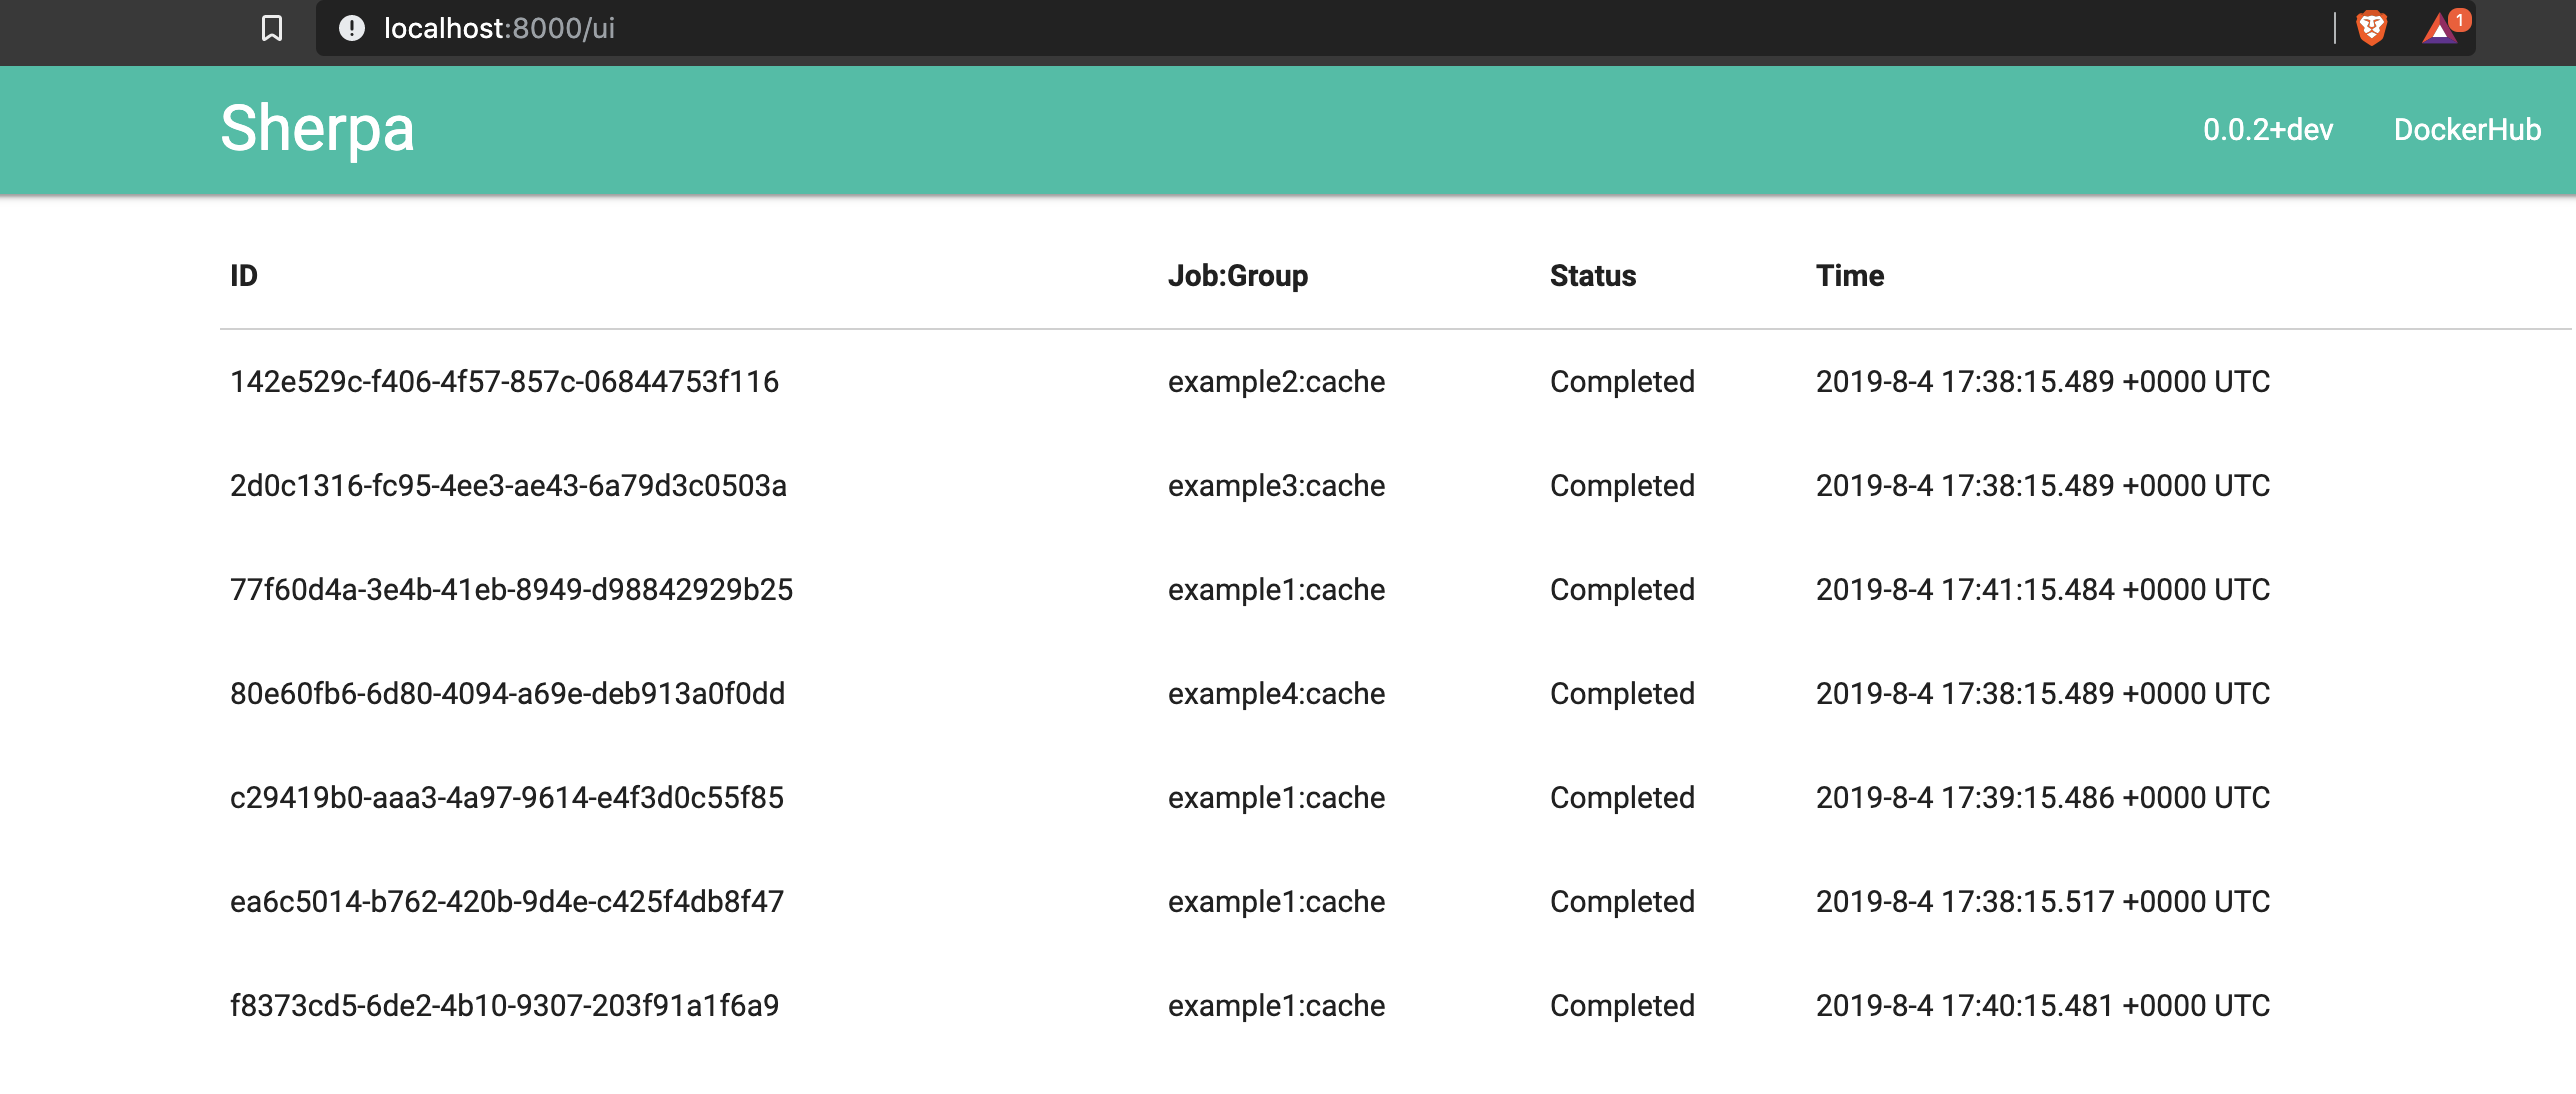 localhost:8000/ui
1
Sherpa 0.0.2+dev DockerHub
ID Job:Group Status Time
142e529c-f406-4f57-857c-06844753f116 example2:cache Completed 2019-8-4 17:38:15.489 +0000 UTC
2d0c1316-fc95-4ee3-ae43-6a79d3c0503a example3:cache Completed 2019-8-4 17:38:15.489 +0000 UTC
77f60d4a-3e4b-41eb-8949-d98842929b25 example1:cache Completed 2019-8-4 17:41:15.484 +0000 UTC
80e60fb6-6d80-4094-a69e-deb913a0f0dd example4:cache Completed 2019-8-4 17:38:15.489 +0000 UTC
c29419b0-aaa3-4a97-9614-e4f3d0c55f85 example1:cache Completed 2019-8-4 17:39:15.486 +0000 UTC
ea6c5014-b762-420b-9d4e-c425f4db8f47 example1:cache Completed 2019-8-4 17:38:15.517 +0000 UTC
f8373cd5-6de2-4b10-9307-203f91a1f6a9 example1:cache Completed 2019-8-4 17:40:15.481 +0000 UTC